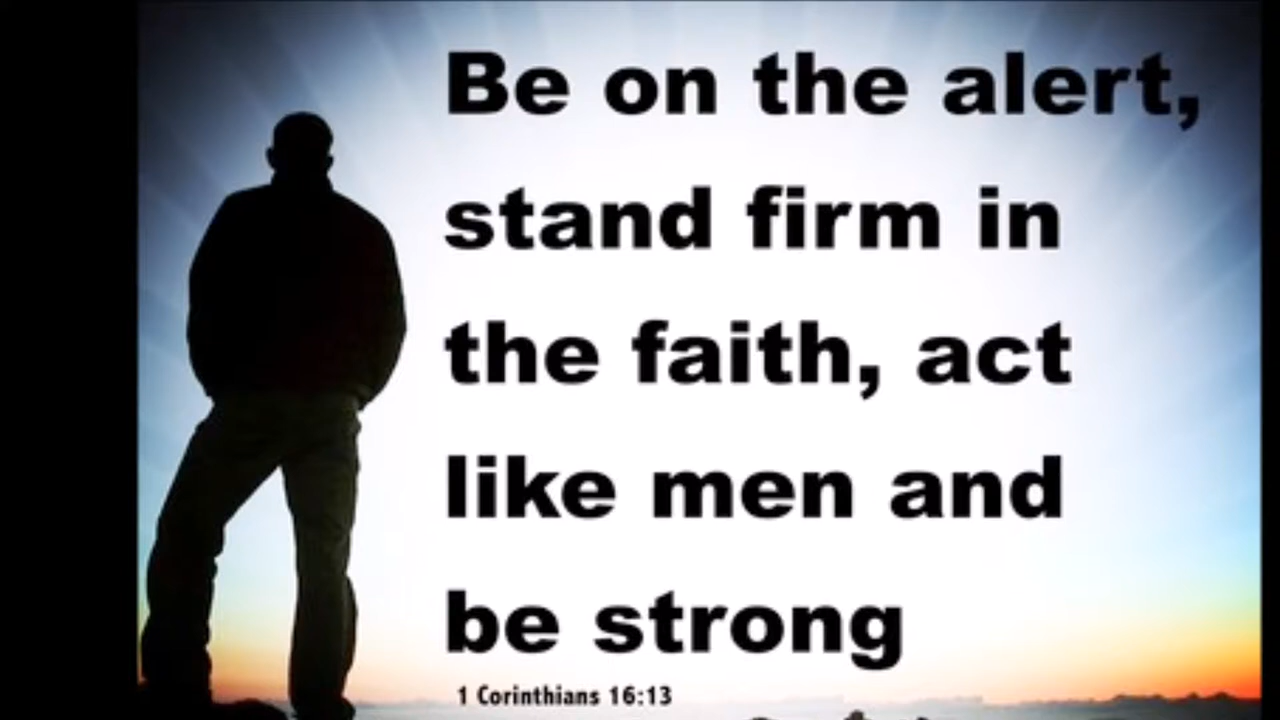 Be on the alert,
stand firm in
the faith, act
like men and
be strong
1 Corinthians 16:13